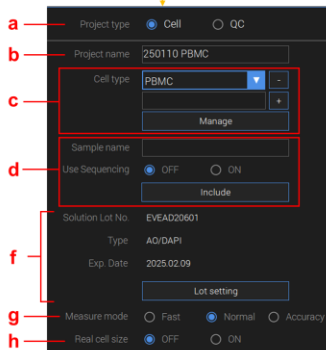 a Project type Cell QC
b Project name 250110 PBMC
c Cell type PBMC -
+
Manage
Sample name
d Use Sequencing OFF ON
Include
Solution Lot No. EVEAD20601
f Type AO/DAPI
Exp. Date 2025.02.09
Lot setting
g Measure mode Fast Normal Accuracy
h Real cell size OFF ON